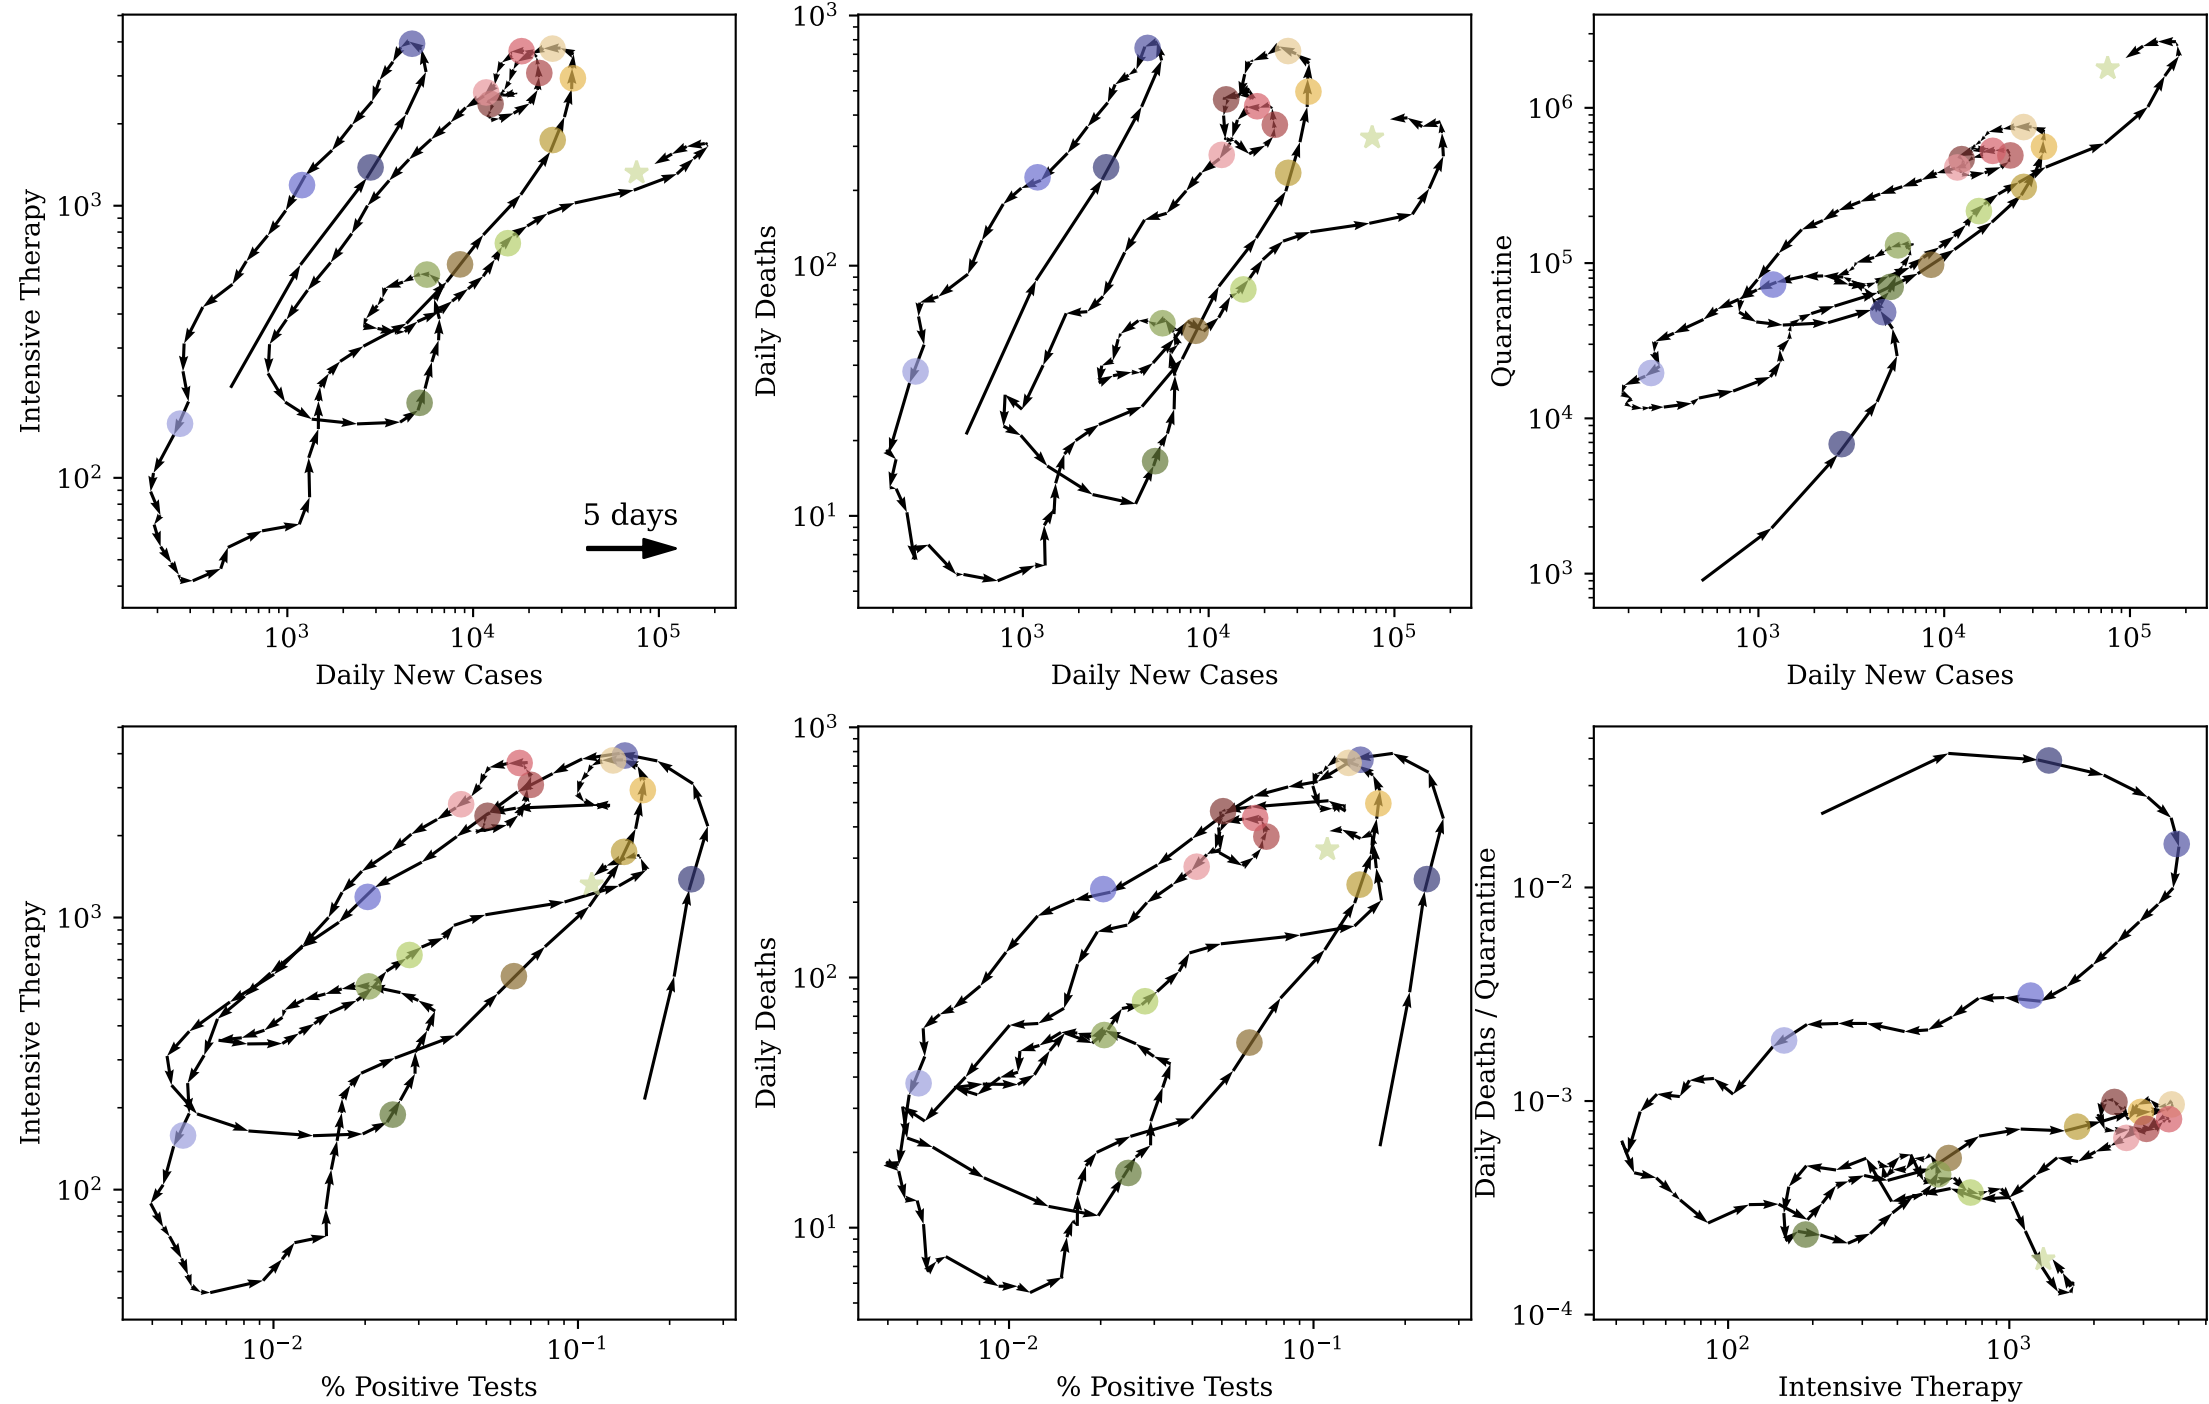 Intensive Therapy
10³
10²
5 days
10³ 10⁴ 10⁵
Daily New Cases
Daily Deaths
10³
10²
10¹
10³ 10⁴ 10⁵
Daily New Cases
Quarantine
10⁶
10⁵
10⁴
10³
10³ 10⁴ 10⁵
Daily New Cases
Intensive Therapy
10³
10²
10⁻² 10⁻¹
% Positive Tests
Daily Deaths
10³
10²
10¹
10⁻² 10⁻¹
% Positive Tests
Daily Deaths / Quarantine
10⁻²
10⁻³
10⁻⁴
10² 10³
Intensive Therapy